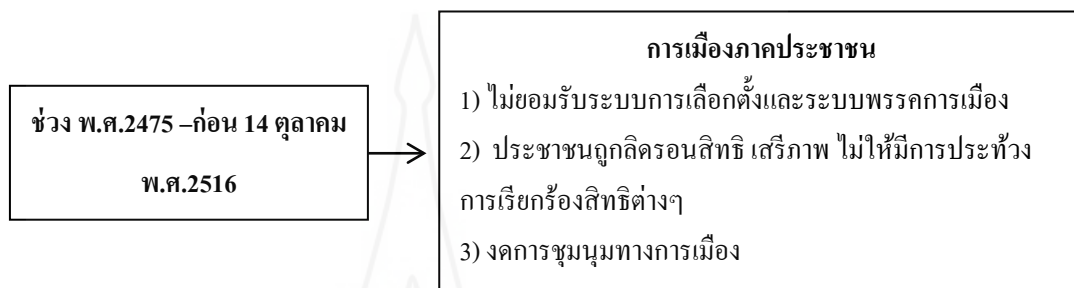 การเมืองภาคประชาชน
1) ไม่ยอมรับระบบการเลือกตั้งและระบบพรรคการเมือง
ช่วง พ.ศ.2475 –ก่อน 14 ตุลาคม
พ.ศ.2516
2) ประชาชนถูกลิดรอนสิทธิ เสรีภาพ ไม่ให้มีการประท้วง
การเรียกร้องสิทธิต่างๆ
3) งดการชุมนุมทางการเมือง